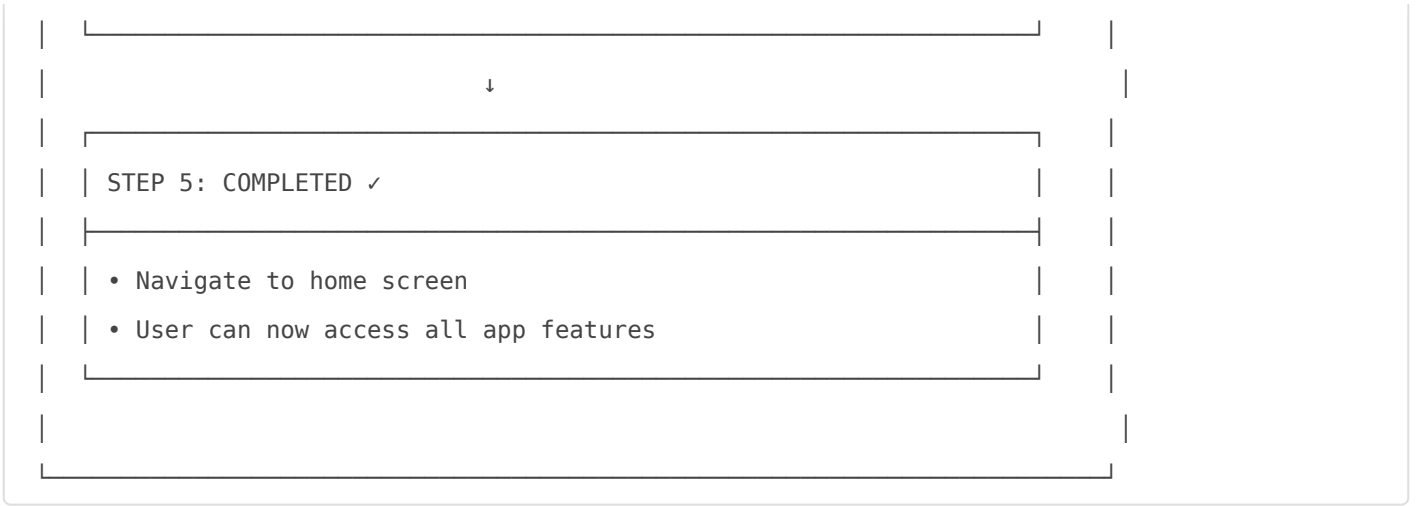 ↓
STEP 5: COMPLETED ✓
• Navigate to home screen
• User can now access all app features